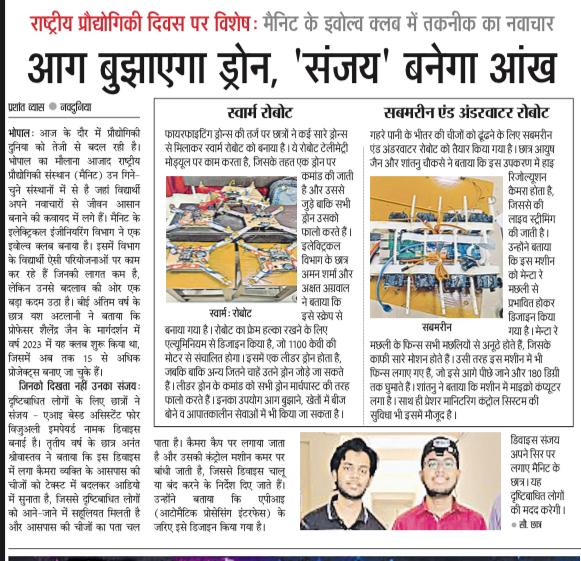 राष्ट्रीय प्रौद्योगिकी दिवस पर विशेष: मैनिट के इवोल्व क्लब में तकनीक का नवाचार
आग बुझाएगा ड्रोन, 'संजय' बनेगा आंख
प्रशांत व्यास ● नवदुनिया
भोपाल: आज के दौर में प्रौद्योगिकी
दुनिया को तेजी से बदल रही है।
भोपाल का मौलाना आजाद राष्ट्रीय
प्रौद्योगिकी संस्थान (मैनिट) उन गिने-
चुने संस्थानों में से है जहां विद्यार्थी
अपने नवाचारों से जीवन आसान
बनाने की कवायद में लगे हैं। मैनिट के
इलेक्ट्रिकल इंजीनियरिंग विभाग ने एक
इवोल्व क्लब बनाया है। इसमें विभाग
के विद्यार्थी ऐसी परियोजनाओं पर काम
कर रहे हैं जिनकी लागत कम है,
लेकिन उनसे बदलाव की ओर एक
बड़ा कदम उठा है। बीई अंतिम वर्ष के
छात्र यश अटलानी ने बताया कि
प्रोफेसर शैलेंद्र जैन के मार्गदर्शन में
वर्ष 2023 में यह क्लब शुरू किया था,
जिसमें अब तक 15 से अधिक
प्रोजेक्ट्स बनाए जा चुके हैं।
जिनको दिखता नहीं उनका संजय:
दृष्टिबाधित लोगों के लिए छात्रों ने
संजय - एआइ बेस्ड असिस्टेंट फोर
विजुअली इमपेयर्ड नामक डिवाइस
बनाई है। तृतीय वर्ष के छात्र अनंत
श्रीवास्तव ने बताया कि इस डिवाइस
में लगा कैमरा व्यक्ति के आसपास की
चीजों को टेक्स्ट में बदलकर आडियो
में सुनाता है, जिससे दृष्टिबाधित लोगों
को आने-जाने में सहूलियत मिलती है
और आसपास की चीजों का पता चल
पाता है। कैमरा कैप पर लगाया जाता
है और उसकी कंट्रोल मशीन कमर पर
बांधी जाती है, जिससे डिवाइस चालू
या बंद करने के निर्देश दिए जाते हैं।
उन्होंने बताया कि एपीआइ
(आटोमैटिक प्रोसेसिंग इंटरफेस) के
जरिए इसे डिजाइन किया गया है।
स्वार्म रोबोट
फायरफाइटिंग ड्रोन्स की तर्ज पर छात्रों ने कई सारे ड्रोन्स
से मिलाकर स्वार्म रोबोट को बनाया है। ये रोबोट टेलीमेट्री
मोड्यूल पर काम करता है, जिसके तहत एक ड्रोन पर
कमांड की जाती
है और उससे
जुड़े बाकि सभी
ड्रोन उसको
फालो करते हैं।
इलेक्ट्रिकल
विभाग के छात्र
अमन शर्मा और
अक्षत अग्रवाल
ने बताया कि
इसे स्क्रेप से
स्वार्म: रोबोट
बनाया गया है। रोबोट का फ्रेम हल्का रखने के लिए
एल्युमिनियम से डिजाइन किया है, जो 1100 केवी की
मोटर से संचालित होगा। इसमें एक लीडर ड्रोन होता है,
जबकि बाकि अन्य जितने चाहें उतने ड्रोन जोड़े जा सकते
हैं। लीडर ड्रोन के कमांड को सभी ड्रोन मार्चपास्ट की तरह
फालो करते हैं। इनका उपयोग आग बुझाने, खेतों में बीज
बोने व आपातकालीन सेवाओं में भी किया जा सकता है।
सबमरीन एंड अंडरवाटर रोबोट
गहरे पानी के भीतर की चीजों को ढूंढने के लिए सबमरीन
एंड अंडरवाटर रोबोट को तैयार किया गया है। छात्र आयुष
जैन और शांतनु चौकसे ने बताया कि इस उपकरण में हाइ
रिजोल्यूशन
कैमरा होता है,
जिससे की
लाइव स्ट्रीमिंग
की जाती है।
उन्होंने बताया
कि इस मशीन
को मेन्टा रे
मछली से
प्रभावित होकर
डिजाइन किया
गया है। मेन्टा रे
सबमरीन
मछली के फिन्स सभी मछलियों से अनूठे होते हैं, जिसके
काफी सारे मोशन होते हैं। उसी तरह इस मशीन में भी
फिन्स लगाए गए हैं, जो इसे आगे पीछे जाने और 180 डिग्री
तक घुमाते हैं। शांतनु ने बताया कि मशीन में माइक्रो कंप्यूटर
लगा है। साथ ही प्रेशर मानिटरिंग कंट्रोल सिस्टम की
सुविधा भी इसमें मौजूद है।
डिवाइस संजय
अपने सिर पर
लगाए मैनिट के
छात्र। यह
दृष्टिबाधित लोगों
की मदद करेगी।
● सौ. छात्र